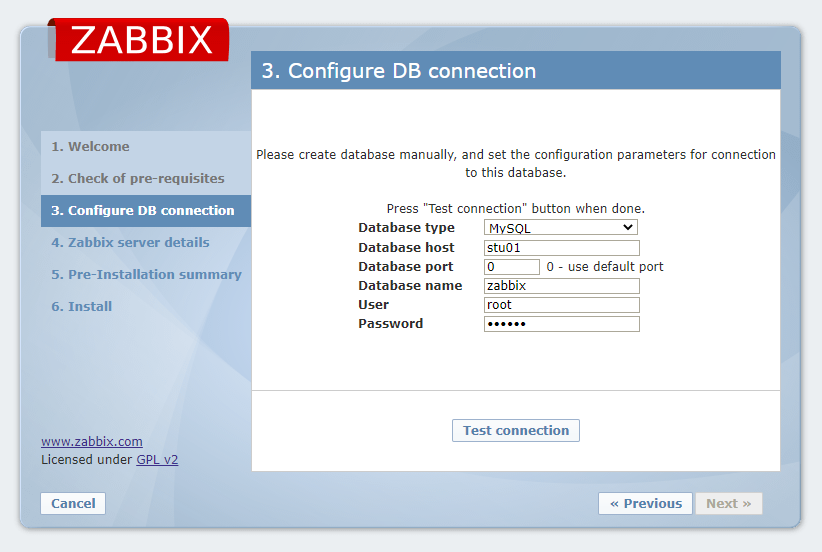 ZABBIX
3. Configure DB connection
1. Welcome
2. Check of pre-requisites
3. Configure DB connection
4. Zabbix server details
5. Pre-Installation summary
6. Install
Please create database manually, and set the configuration parameters for connection
to this database.
Press "Test connection" button when done.
Database type MySQL
Database host stu01
Database port 0 0 - use default port
Database name zabbix
User root
Password ••••••
Test connection
www.zabbix.com
Licensed under GPL v2
Cancel « Previous Next »